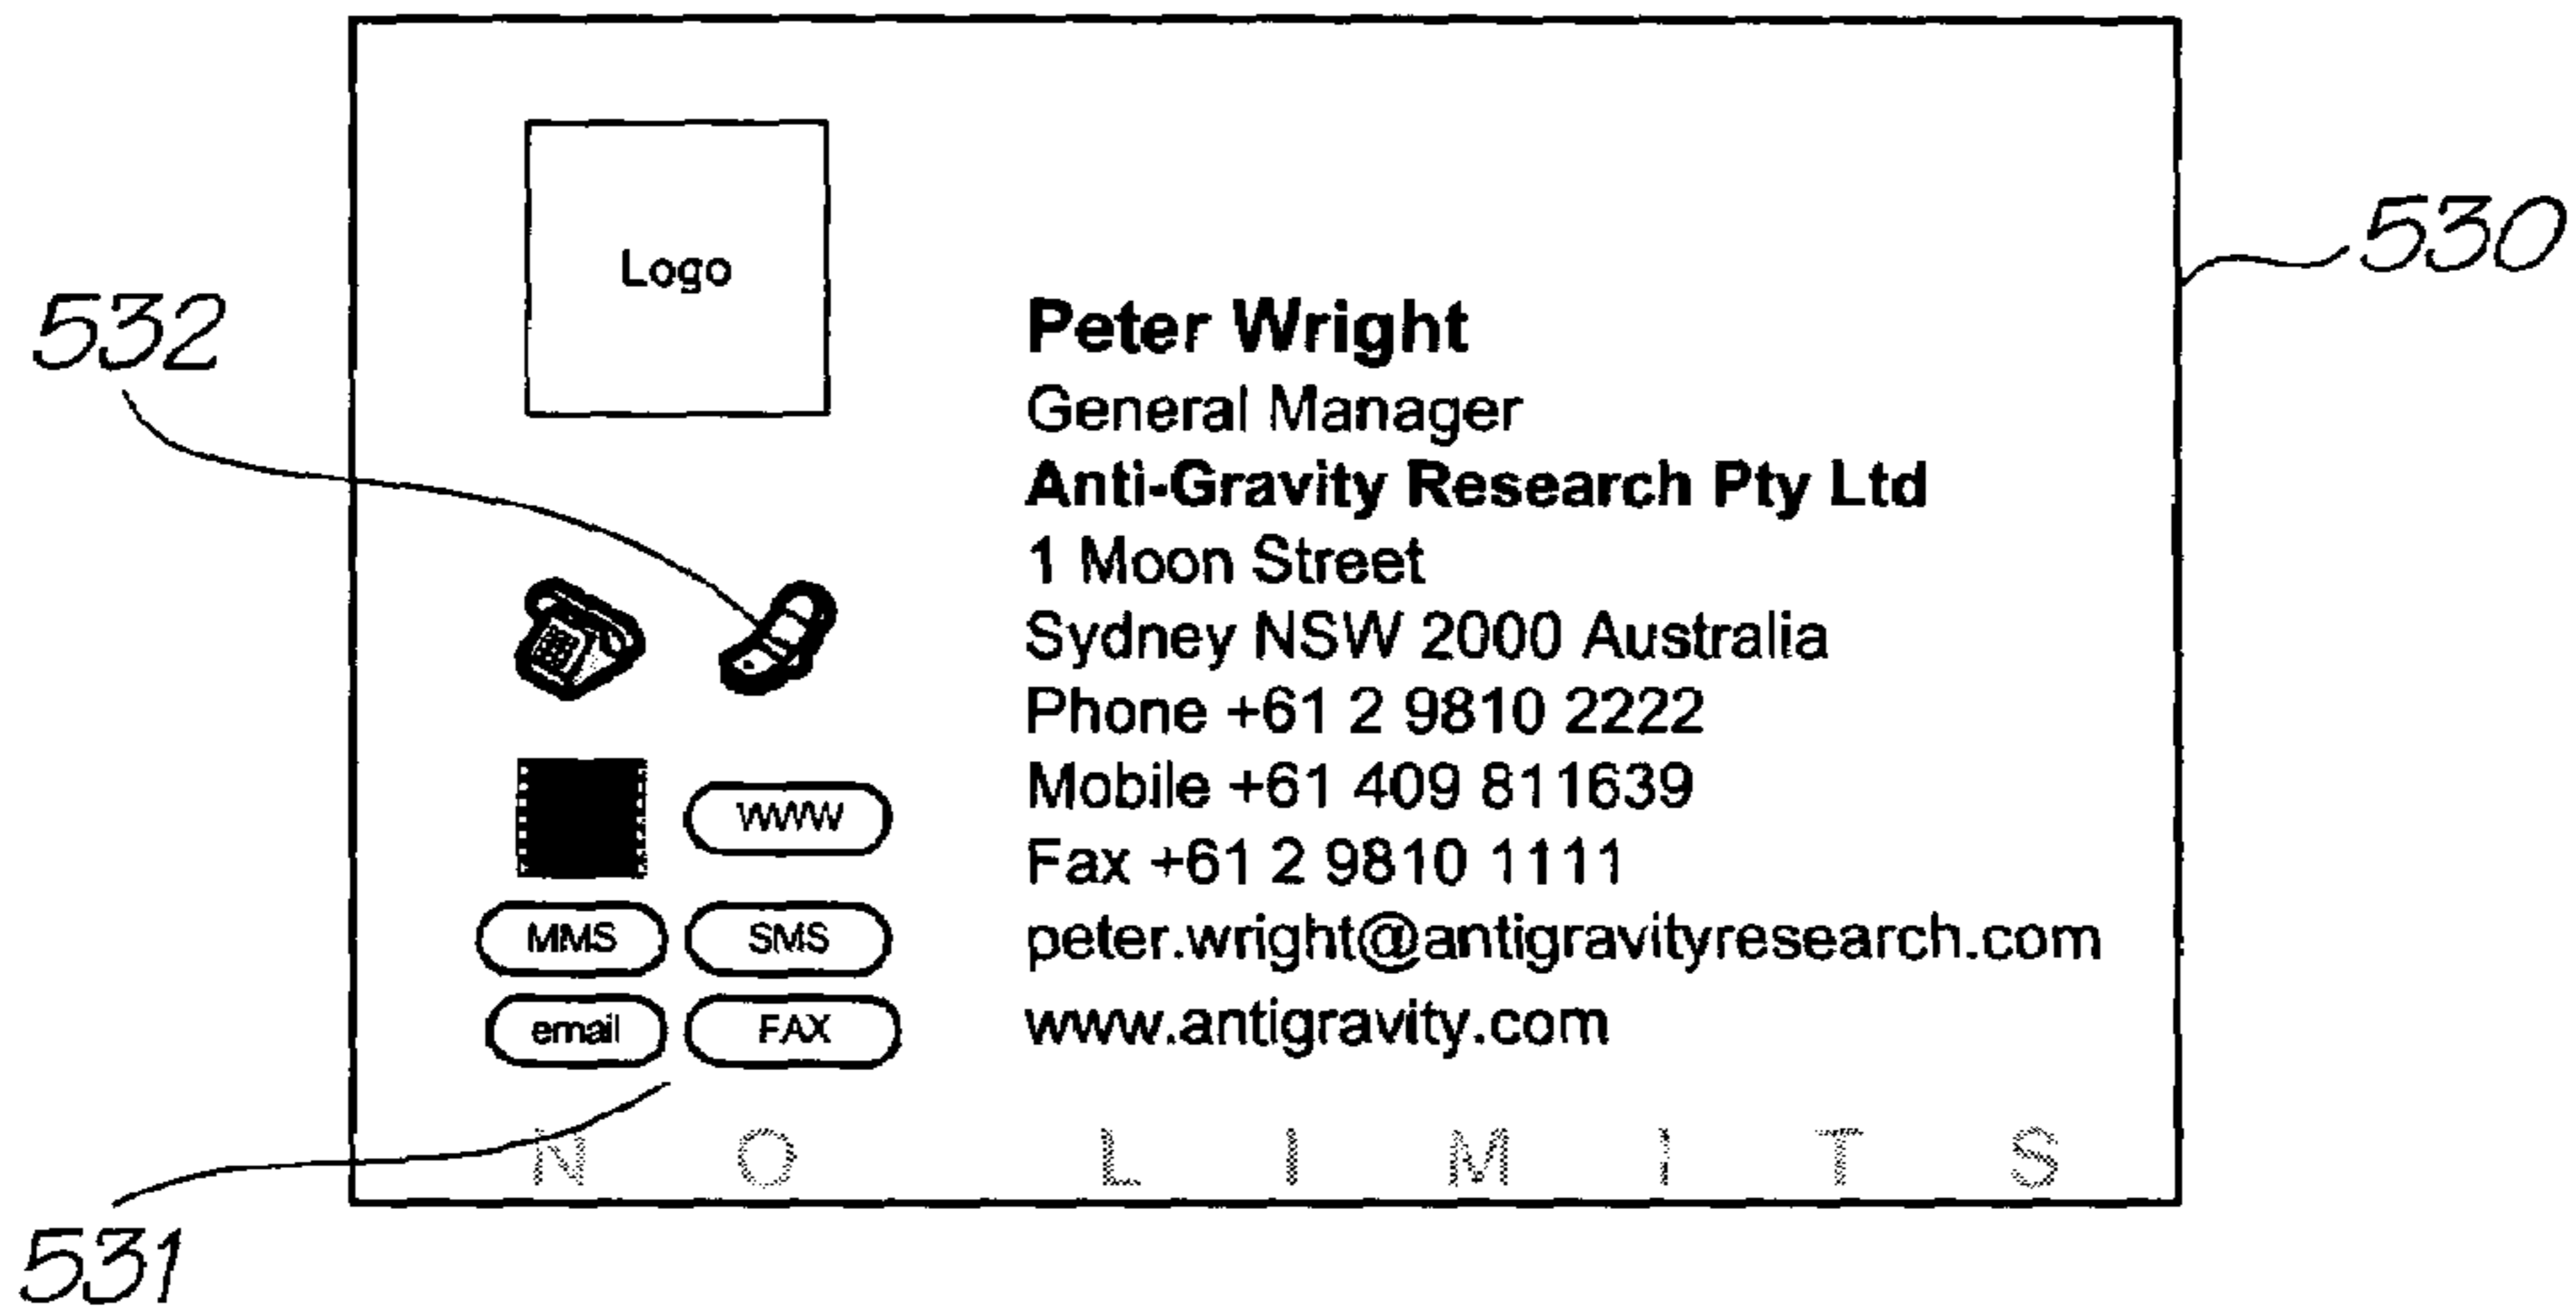 530
Logo
532
Peter Wright
General Manager
Anti-Gravity Research Pty Ltd
1 Moon Street
Sydney NSW 2000 Australia
Phone +61 2 9810 2222
Mobile +61 409 811639
Fax +61 2 9810 1111
peter.wright@antigravityresearch.com
www.antigravity.com
WWW
MMS SMS
email FAX
NO LIMITS
531